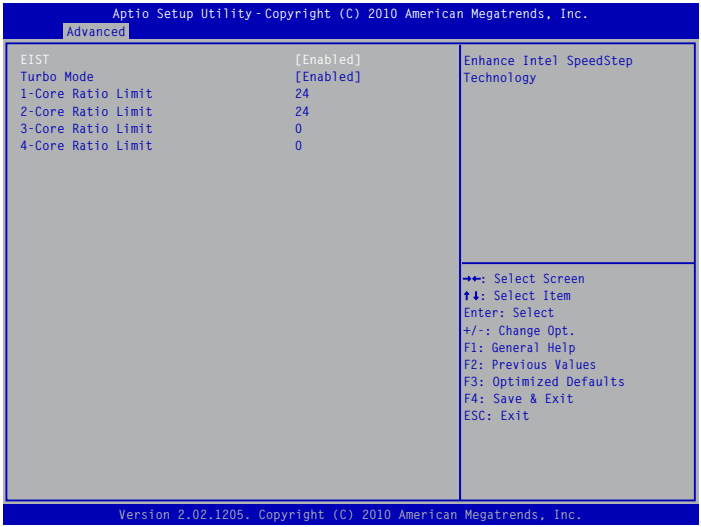 Aptio Setup Utility - Copyright (C) 2010 American Megatrends, Inc.
Advanced
EIST [Enabled]
Turbo Mode [Enabled]
1-Core Ratio Limit 24
2-Core Ratio Limit 24
3-Core Ratio Limit 0
4-Core Ratio Limit 0
Enhance Intel SpeedStep
Technology
→←: Select Screen
↑↓: Select Item
Enter: Select
+/-: Change Opt.
F1: General Help
F2: Previous Values
F3: Optimized Defaults
F4: Save & Exit
ESC: Exit
Version 2.02.1205. Copyright (C) 2010 American Megatrends, Inc.